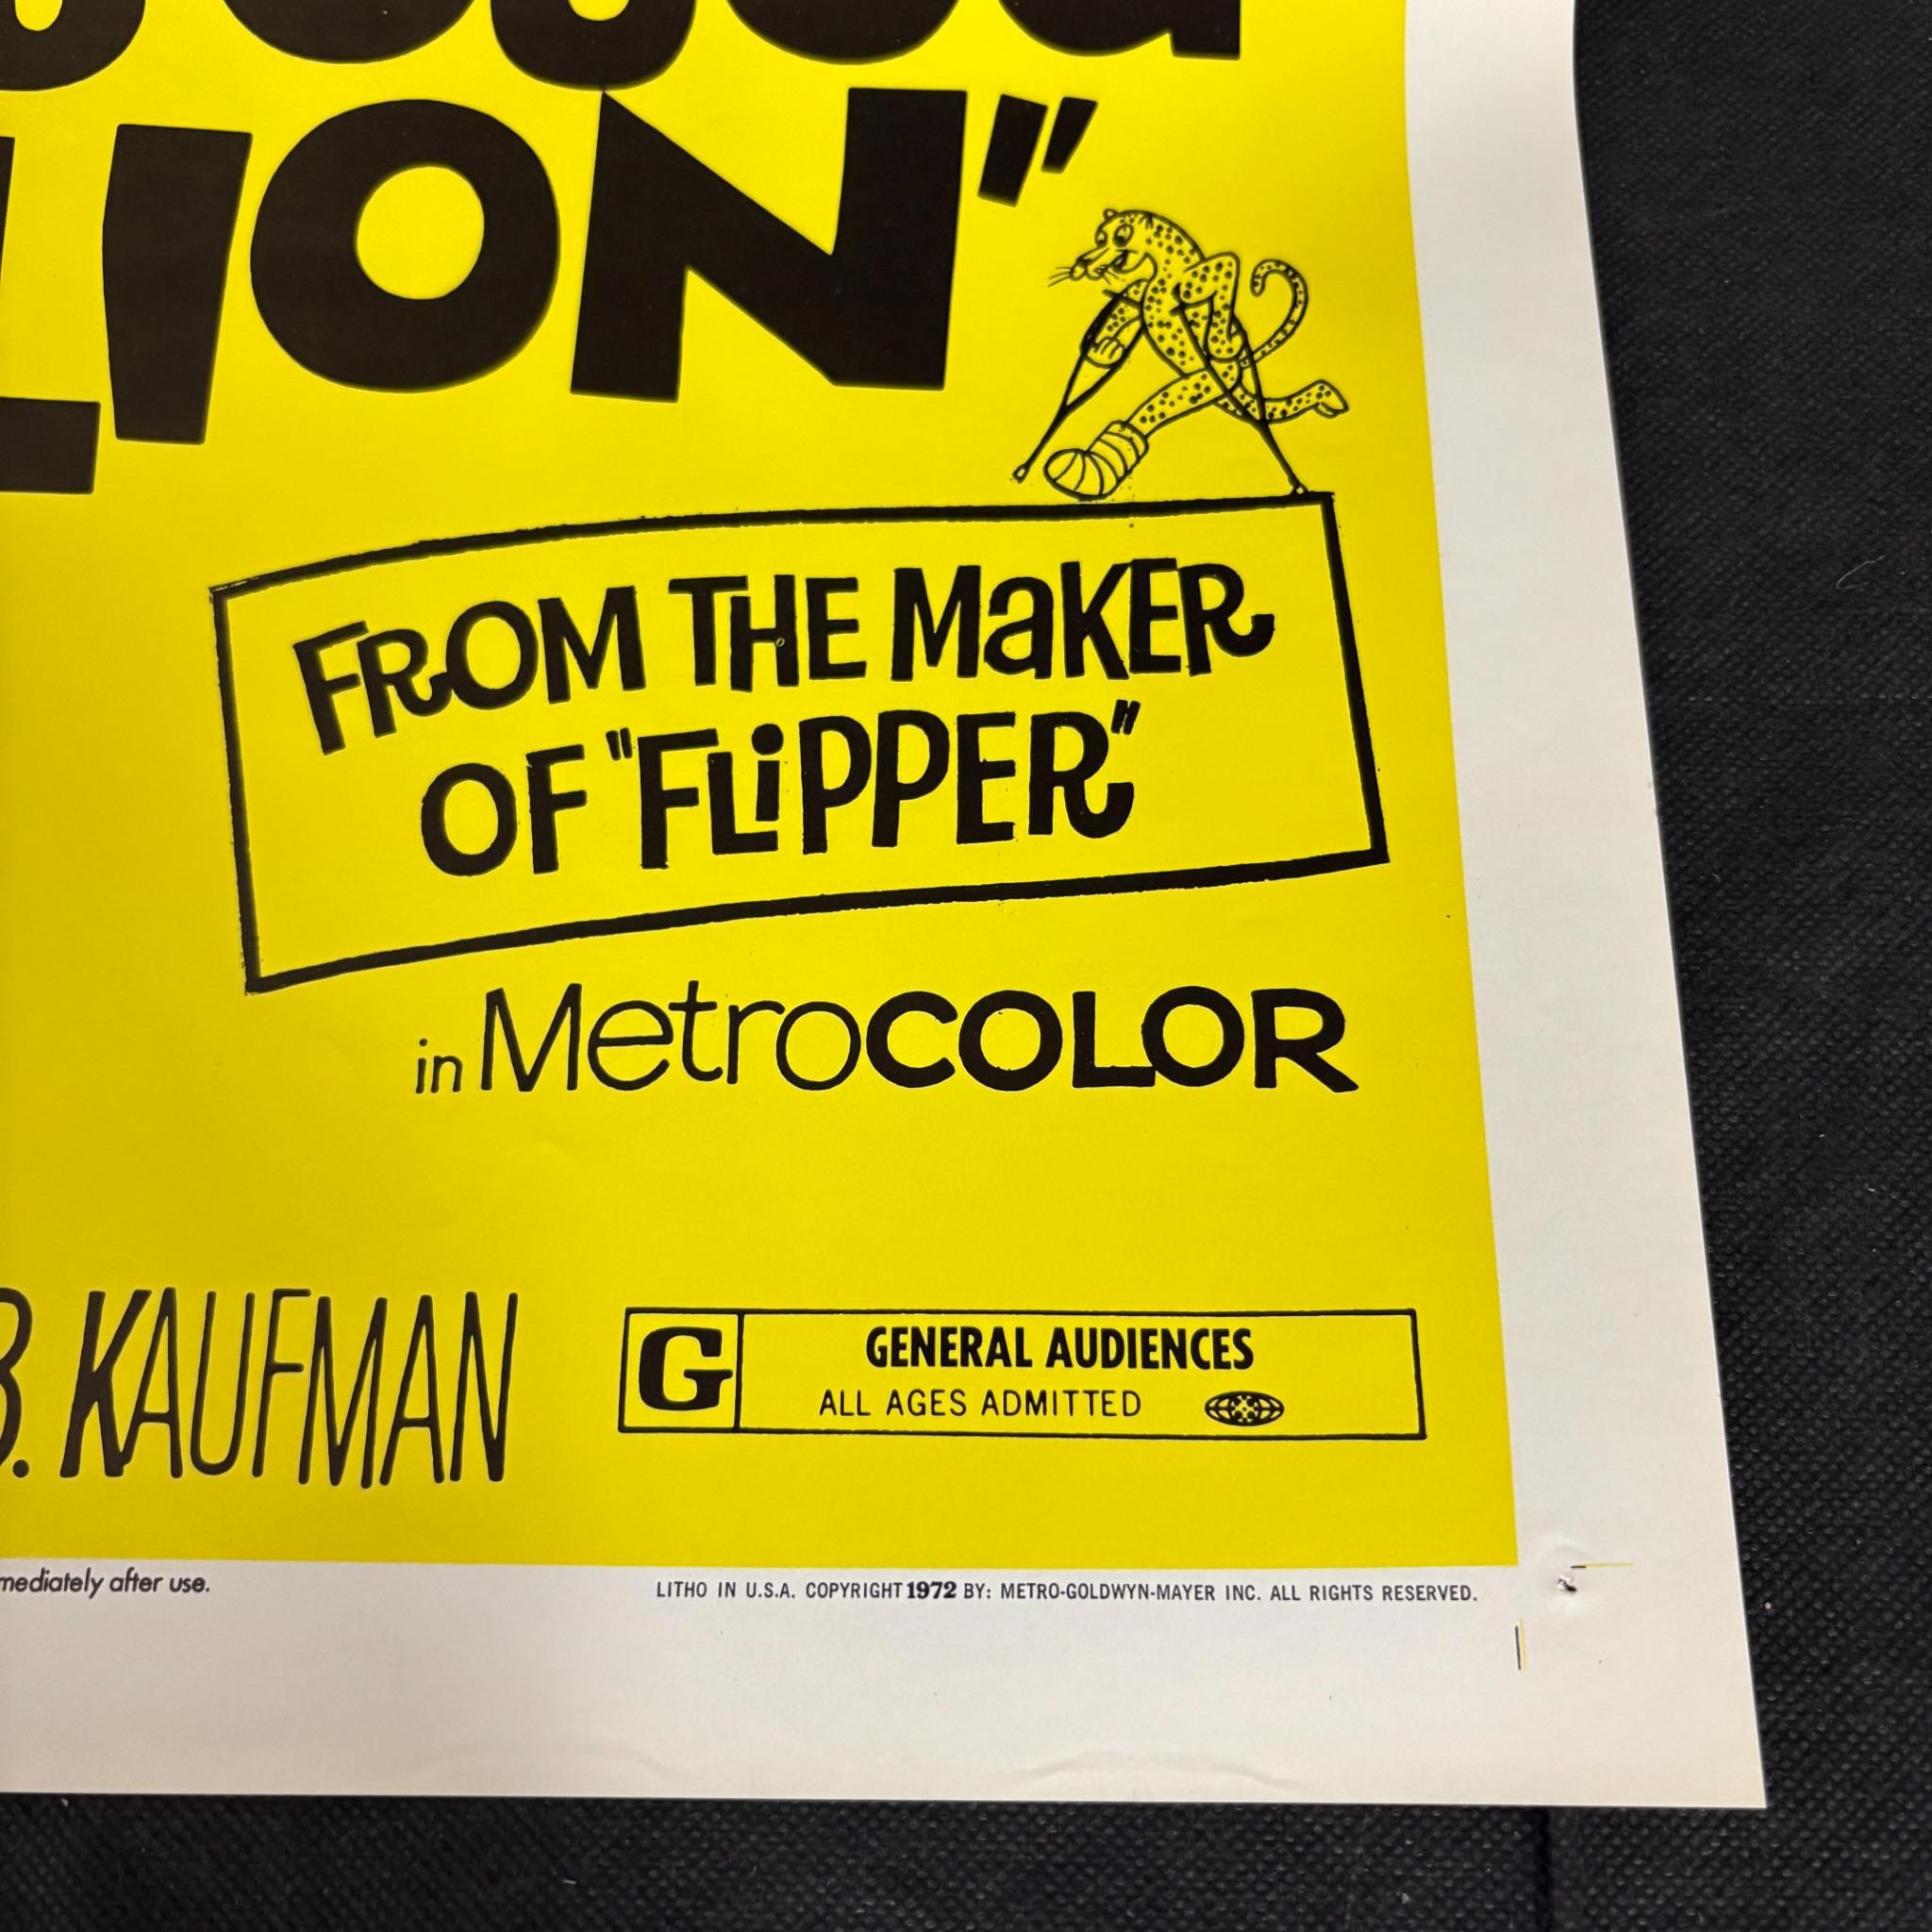 LION"
FROM THE MaKER
OF "FLiPPER"
in MetroCOLOR
B. KAUFMAN
G
GENERAL AUDIENCES
ALL AGES ADMITTED
after use.
LITHO IN U.S.A. COPYRIGHT 1972 BY: METRO-GOLDWYN-MAYER INC. ALL RIGHTS RESERVED.